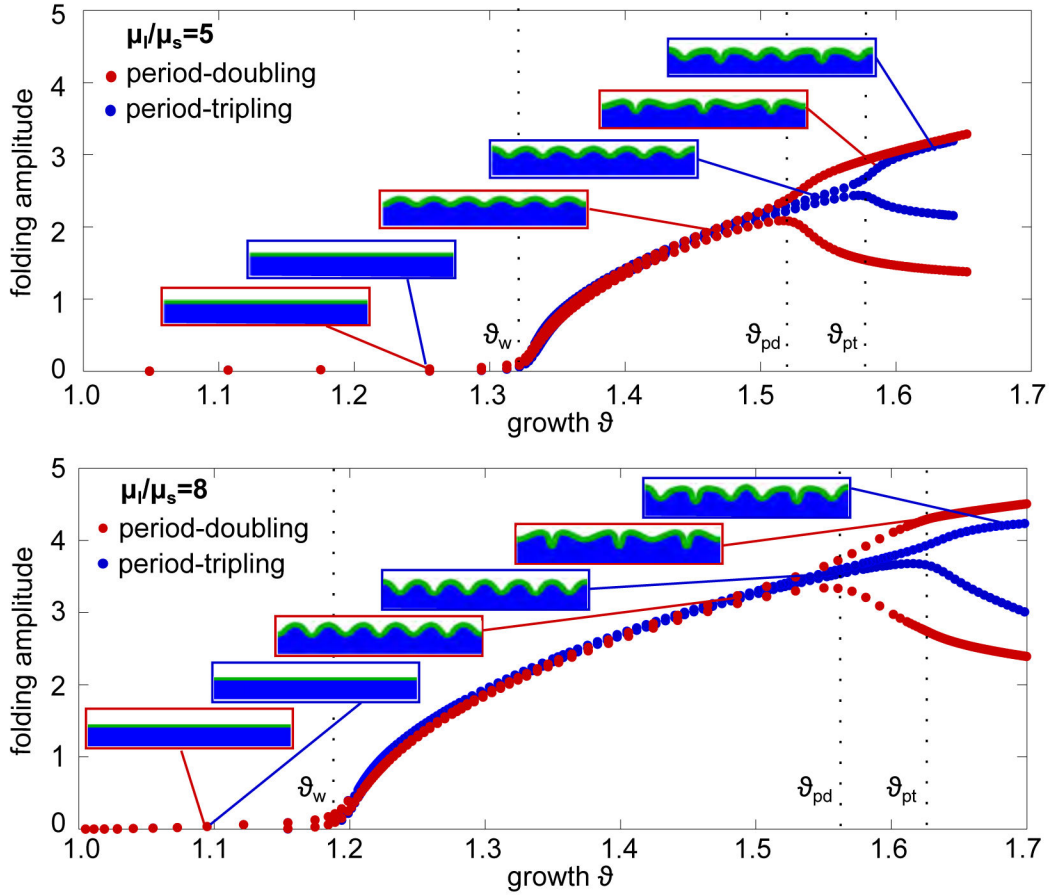 5
4
3
2
1
0
folding amplitude
μₗ/μₛ=5
period-doubling
period-tripling
ϑw
ϑpd
ϑpt
1.0 1.1 1.2 1.3 1.4 1.5 1.6 1.7
growth ϑ
5
4
3
2
1
0
folding amplitude
μₗ/μₛ=8
period-doubling
period-tripling
ϑw
ϑpd
ϑpt
1.0 1.1 1.2 1.3 1.4 1.5 1.6 1.7
growth ϑ